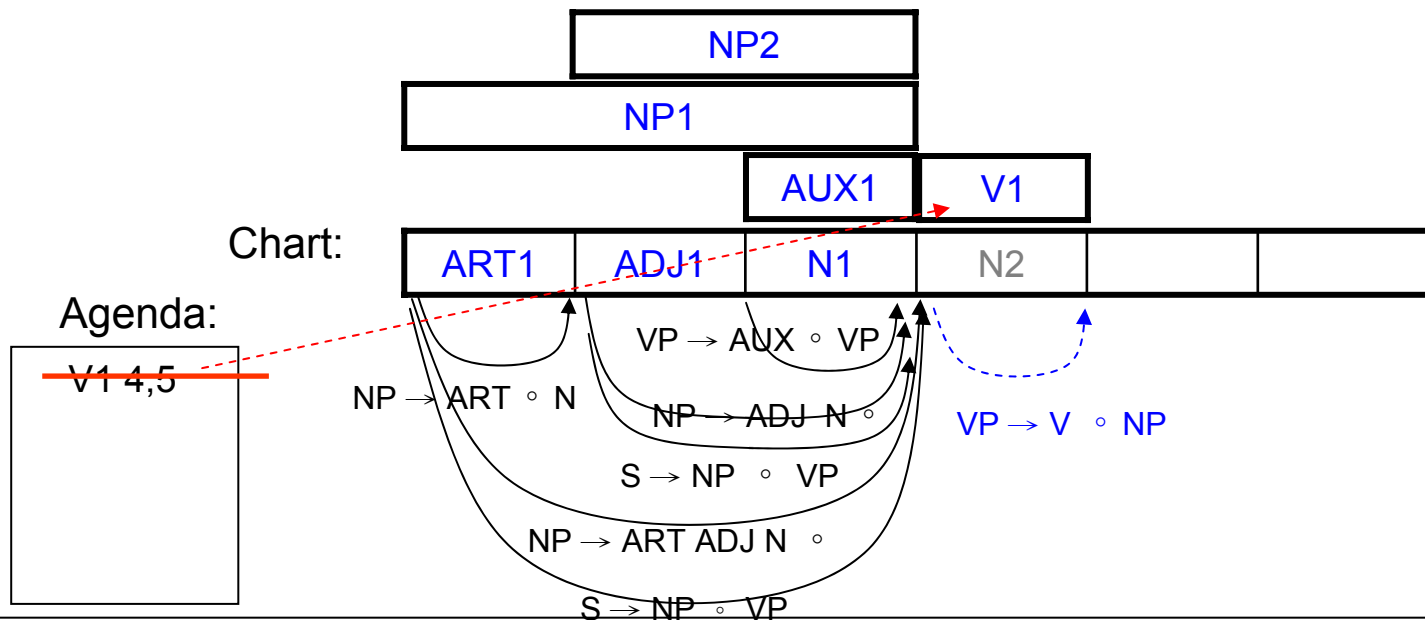 NP2
NP1
AUX1 V1
Chart:
ART1 ADJ1 N1 N2
Agenda:
V1 4,5
VP → AUX ∘ VP
NP → ART ∘ N
NP → ADJ N ∘
VP → V ∘ NP
S → NP ∘ VP
NP → ART ADJ N ∘
S → NP ∘ VP